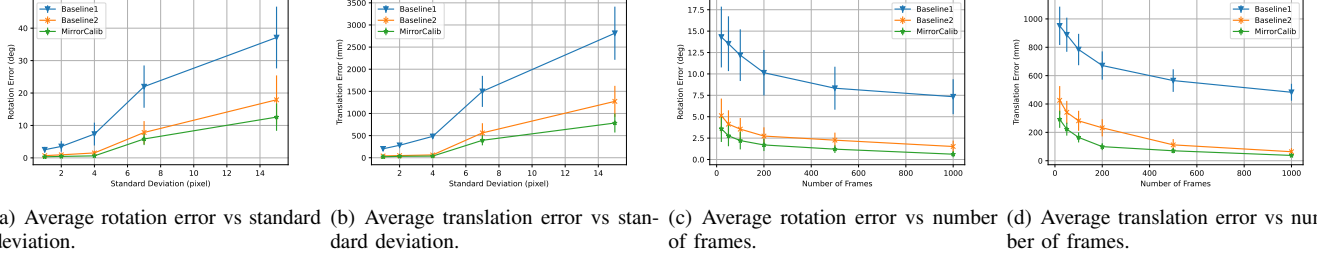 Baseline1
Baseline2
MirrorCalib
40
30
20
10
0
Rotation Error (deg)
2 4 6 8 10 12 14
Standard Deviation (pixel)
Baseline1
Baseline2
MirrorCalib
3500
3000
2500
2000
1500
1000
500
0
Translation Error (mm)
2 4 6 8 10 12 14
Standard Deviation (pixel)
Baseline1
Baseline2
MirrorCalib
17.5
15.0
12.5
10.0
7.5
5.0
2.5
0.0
Rotation Error (deg)
0 200 400 600 800 1000
Number of Frames
Baseline1
Baseline2
MirrorCalib
1000
800
600
400
200
0
Translation Error (mm)
0 200 400 600 800 1000
Number of Frames
a) Average rotation error vs standard
deviation.
(b) Average translation error vs stan-
dard deviation.
(c) Average rotation error vs number
of frames.
(d) Average translation error vs num
ber of frames.